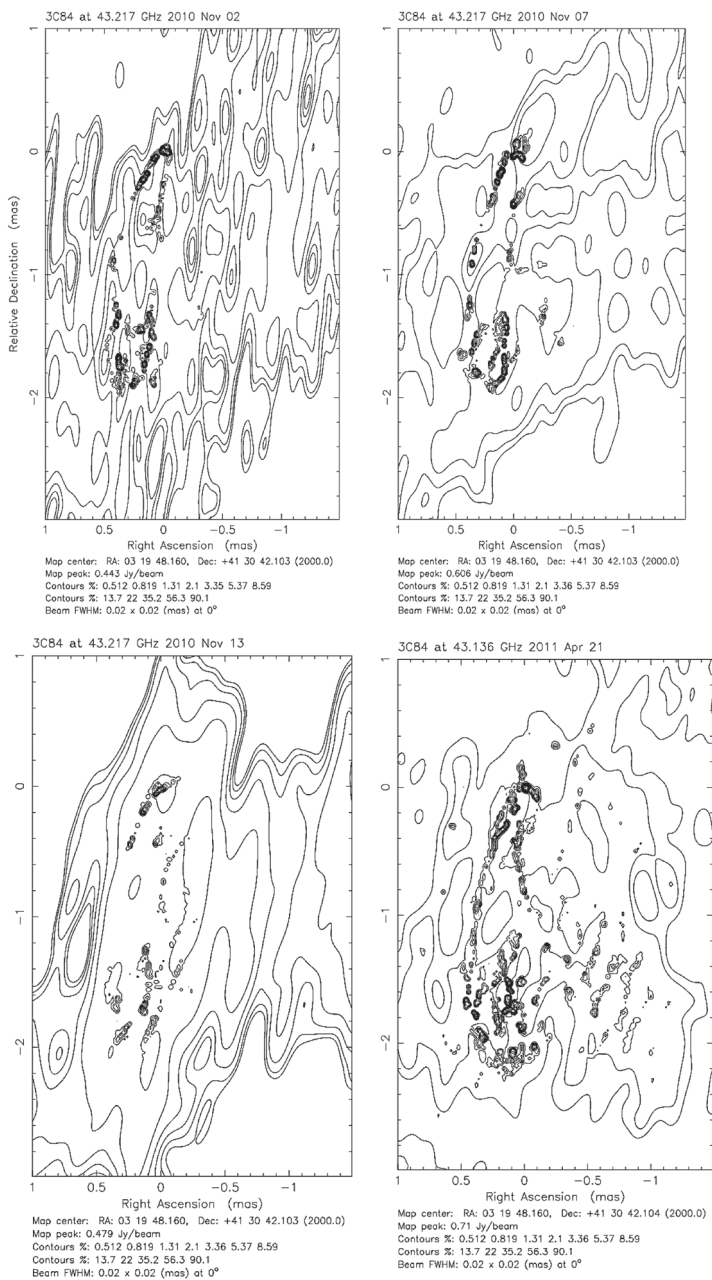 3C84 at 43.217 GHz 2010 Nov 02
1
0
−1
−2
Relative Declination (mas)
1 0.5 0 −0.5 −1
Right Ascension (mas)
Map center: RA: 03 19 48.160, Dec: +41 30 42.103 (2000.0)
Map peak: 0.443 Jy/beam
Contours %: 0.512 0.819 1.31 2.1 3.35 5.37 8.59
Contours %: 13.7 22 35.2 56.3 90.1
Beam FWHM: 0.02 x 0.02 (mas) at 0°
3C84 at 43.217 GHz 2010 Nov 07
1
0
−1
−2
1 0.5 0 −0.5 −1
Right Ascension (mas)
Map center: RA: 03 19 48.160, Dec: +41 30 42.103 (2000.0)
Map peak: 0.606 Jy/beam
Contours %: 0.512 0.819 1.31 2.1 3.36 5.37 8.59
Contours %: 13.7 22 35.2 56.3 90.1
Beam FWHM: 0.02 x 0.02 (mas) at 0°
3C84 at 43.217 GHz 2010 Nov 13
1
0
−1
−2
1 0.5 0 −0.5 −1
Right Ascension (mas)
Map center: RA: 03 19 48.160, Dec: +41 30 42.103 (2000.0)
Map peak: 0.479 Jy/beam
Contours %: 0.512 0.819 1.31 2.1 3.36 5.37 8.59
Contours %: 13.7 22 35.2 56.3 90.1
Beam FWHM: 0.02 x 0.02 (mas) at 0°
3C84 at 43.136 GHz 2011 Apr 21
1
0
−1
−2
1 0.5 0 −0.5 −1
Right Ascension (mas)
Map center: RA: 03 19 48.160, Dec: +41 30 42.104 (2000.0)
Map peak: 0.71 Jy/beam
Contours %: 0.512 0.819 1.31 2.1 3.36 5.37 8.59
Contours %: 13.7 22 35.2 56.3 90.1
Beam FWHM: 0.02 x 0.02 (mas) at 0°